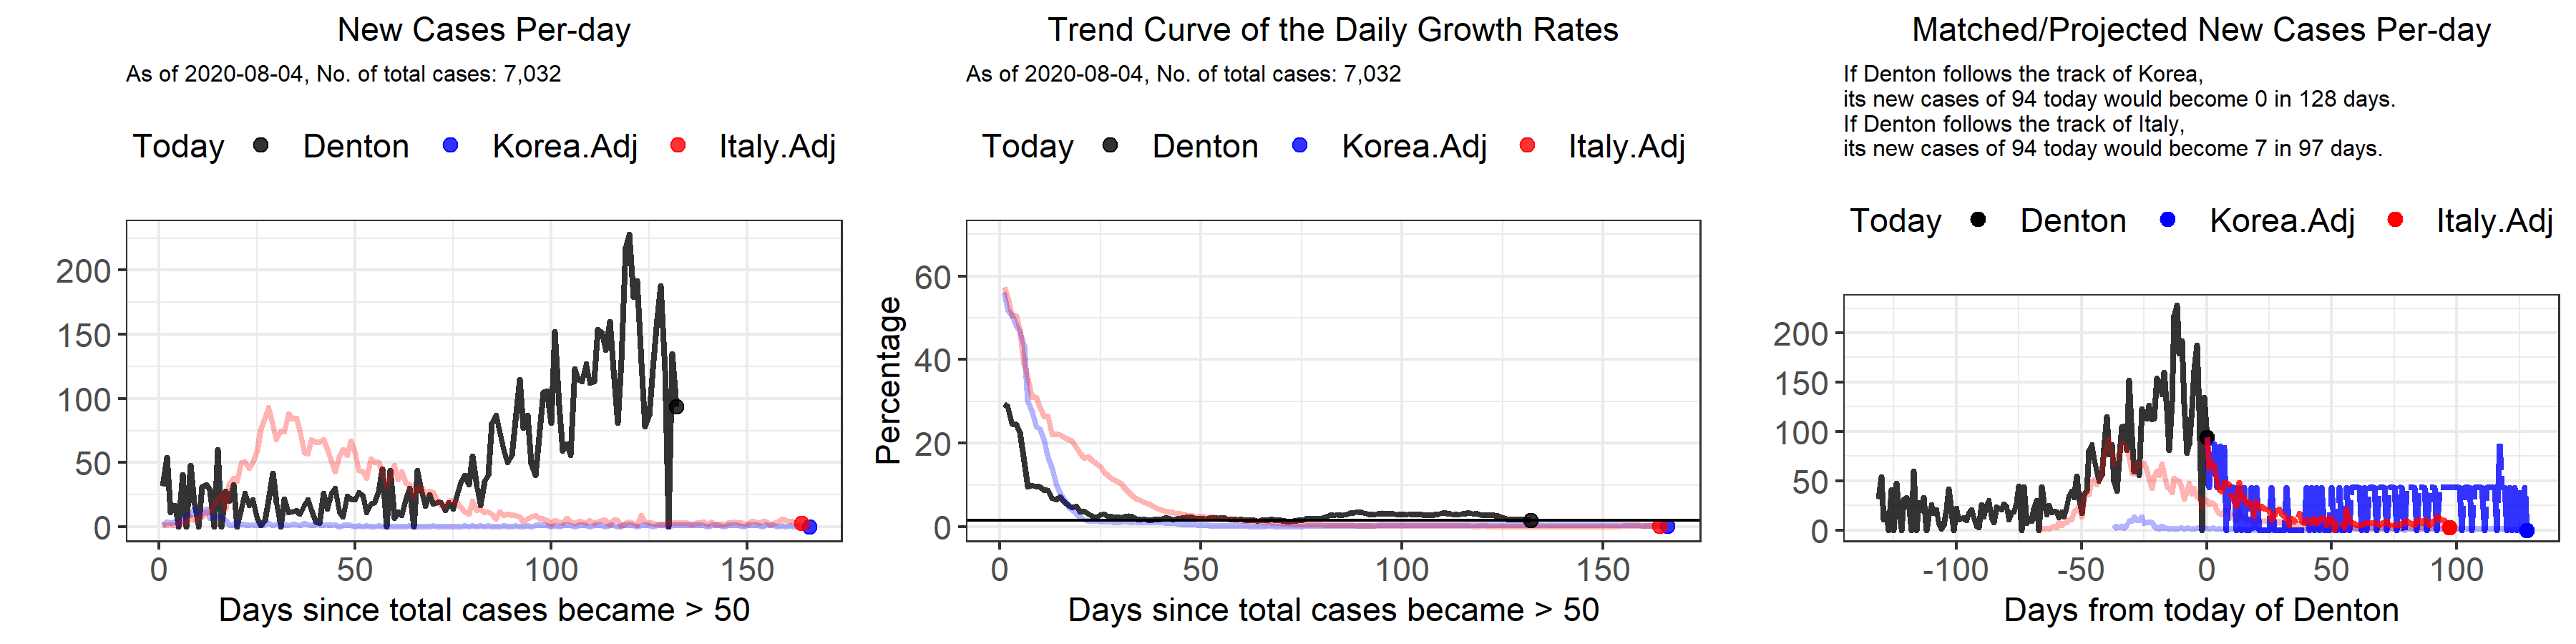 New Cases Per-day
As of 2020-08-04, No. of total cases: 7,032
Today Denton Korea.Adj Italy.Adj
200
150
100
50
0
0 50 100 150
Days since total cases became > 50
Trend Curve of the Daily Growth Rates
As of 2020-08-04, No. of total cases: 7,032
Today Denton Korea.Adj Italy.Adj
Percentage
60
40
20
0
0 50 100 150
Days since total cases became > 50
Matched/Projected New Cases Per-day
If Denton follows the track of Korea,
its new cases of 94 today would become 0 in 128 days.
If Denton follows the track of Italy,
its new cases of 94 today would become 7 in 97 days.
Today Denton Korea.Adj Italy.Adj
200
150
100
50
0
-100 -50 0 50 100
Days from today of Denton